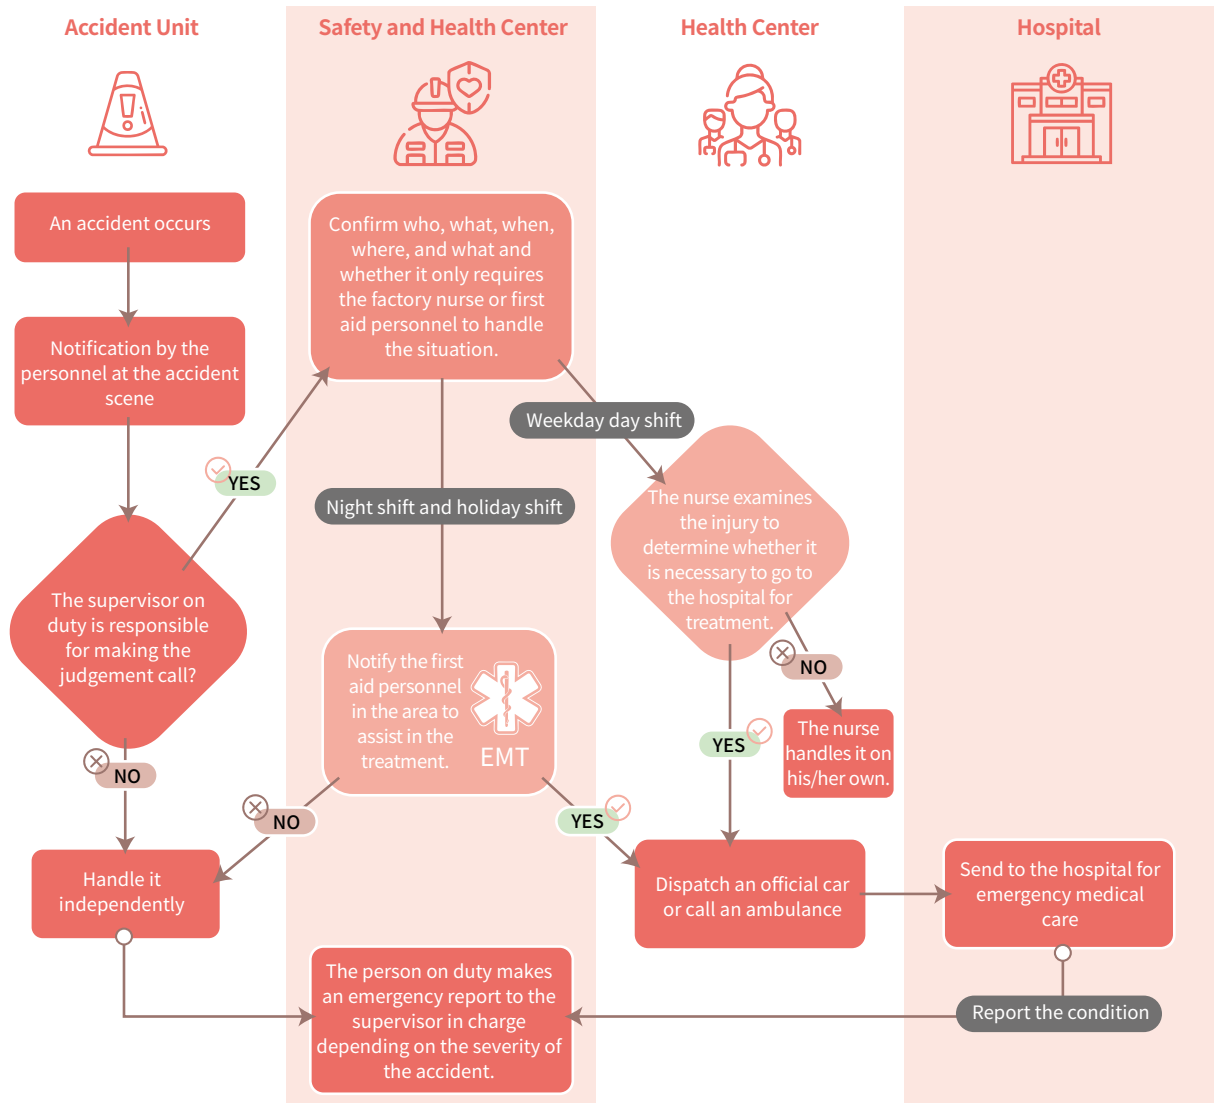 Accident Unit
Safety and Health Center
Health Center
Hospital
An accident occurs
Notification by the
personnel at the accident
scene
YES
The supervisor on
duty is responsible
for making the
judgement call?
NO
Handle it
independently
Confirm who, what, when,
where, and what and
whether it only requires
the factory nurse or first
aid personnel to handle
the situation.
Weekday day shift
Night shift and holiday shift
Notify the first
aid personnel
in the area to
assist in the
treatment.
EMT
NO
YES
The nurse examines
the injury to
determine whether it
is necessary to go to
the hospital for
treatment.
NO
YES
The nurse
handles it on
his/her own.
Dispatch an official car
or call an ambulance
Send to the hospital for
emergency medical
care
Report the condition
The person on duty makes
an emergency report to the
supervisor in charge
depending on the severity of
the accident.